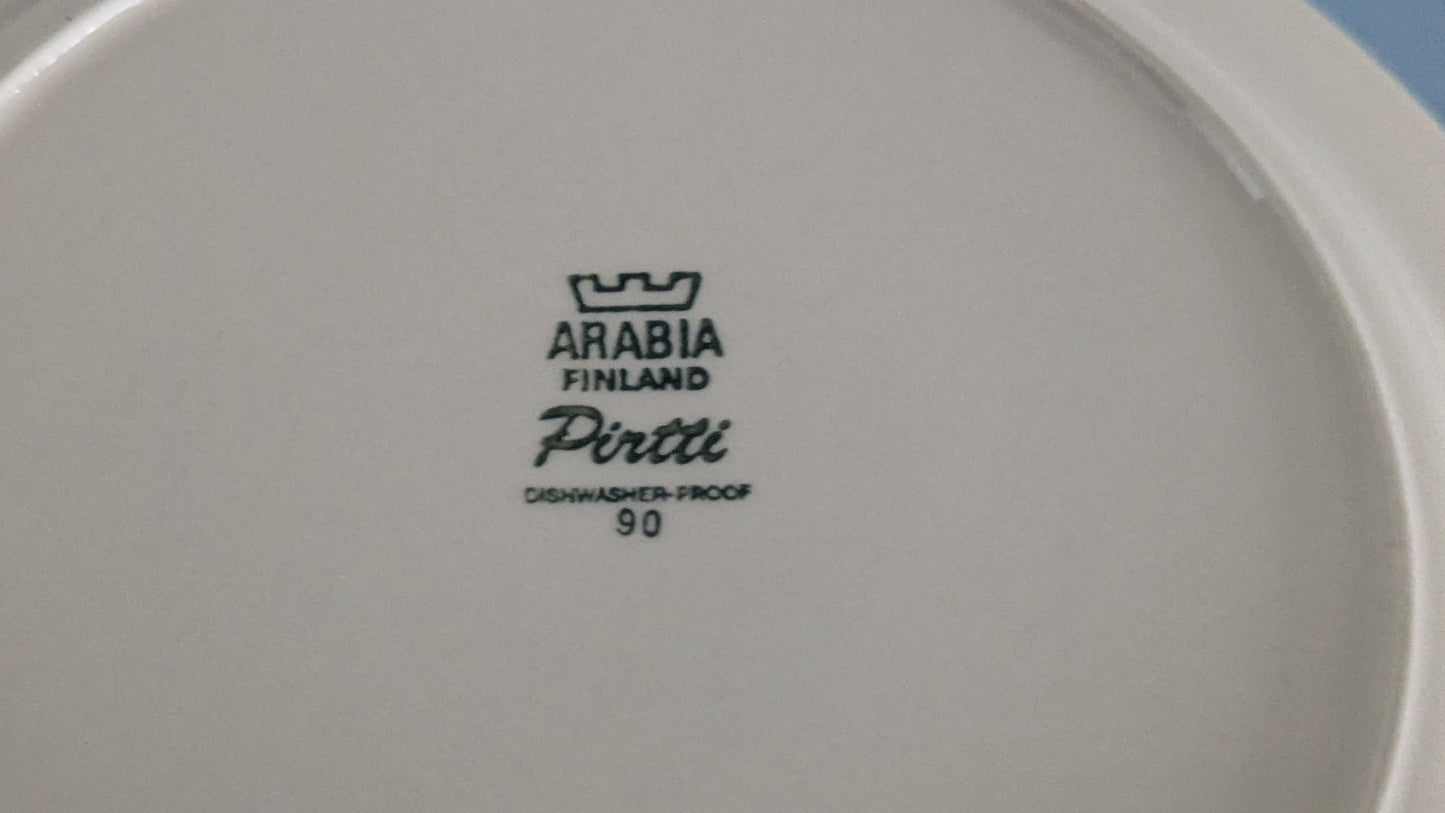 ARABIA
FINLAND
Pirtti
DISHWASHER-PROOF
90